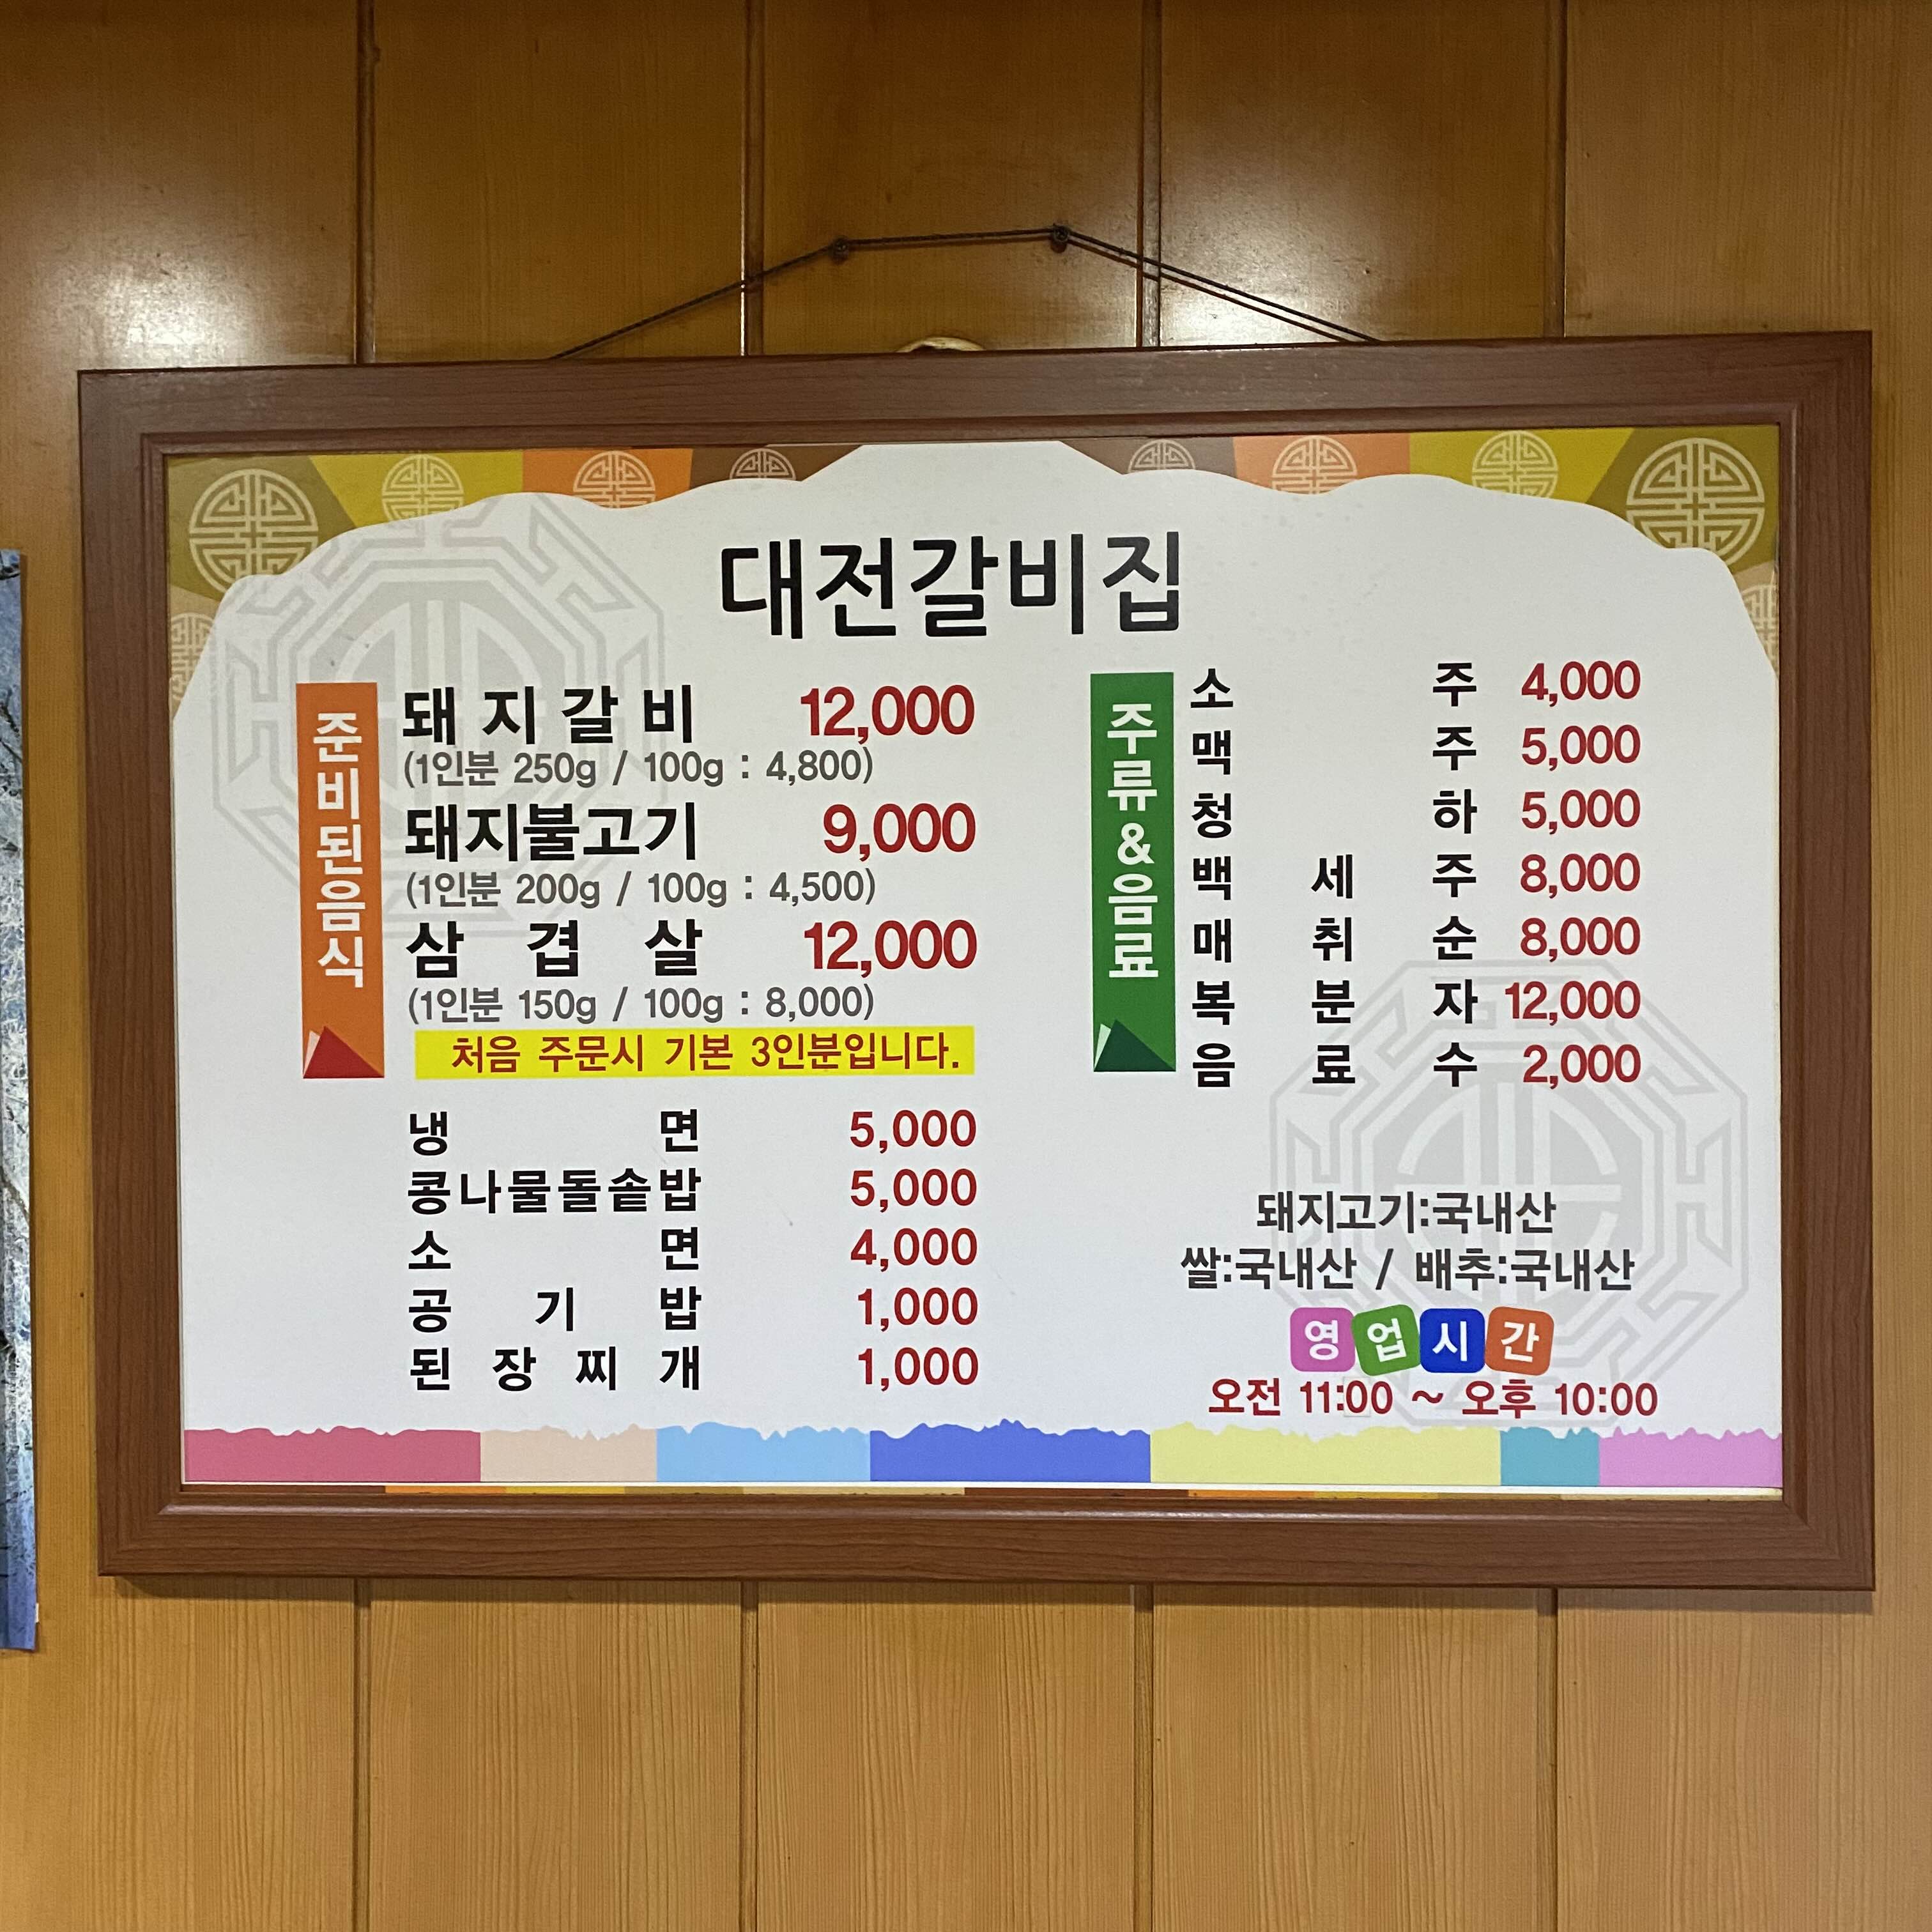 대전갈비집
준비된음식
돼지갈비 12,000
(1인분 250g / 100g : 4,800)
돼지불고기 9,000
(1인분 200g / 100g : 4,500)
삼겹살 12,000
(1인분 150g / 100g : 8,000)
처음 주문시 기본 3인분입니다.
냉면 5,000
콩나물돌솥밥 5,000
소면 4,000
공기밥 1,000
된장찌개 1,000
주류&음료
소주 4,000
맥주 5,000
청하 5,000
백세주 8,000
매취순 8,000
복분자 12,000
음료수 2,000
돼지고기:국내산
쌀:국내산 / 배추:국내산
영업시간
오전 11:00 ~ 오후 10:00